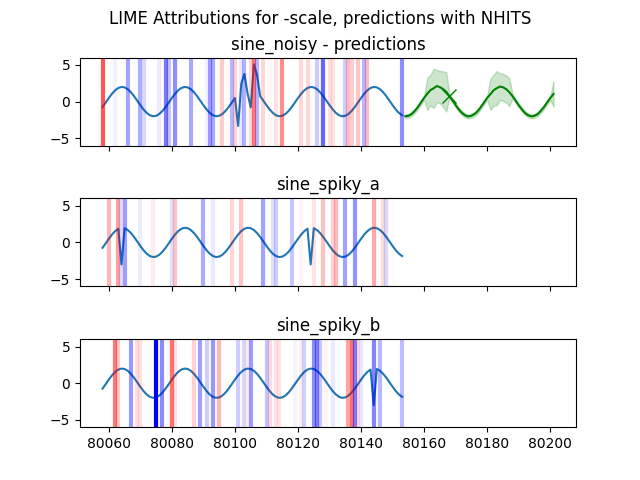 LIME Attributions for -scale, predictions with NHITS
sine_noisy - predictions
5
0
−5
sine_spiky_a
5
0
−5
sine_spiky_b
5
0
−5
80060 80080 80100 80120 80140 80160 80180 80200